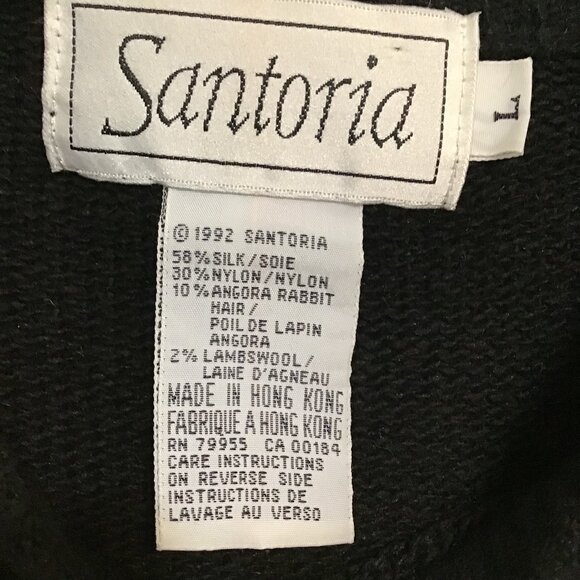 Santoria
L
© 1992 SANTORIA
58% SILK/SOIE
30% NYLON/NYLON
10% ANGORA RABBIT
HAIR/
POIL DE LAPIN
ANGORA
2% LAMBSWOOL/
LAINE D'AGNEAU
MADE IN HONG KONG
FABRIQUE A HONG KONG
RN 79955 CA 00184
CARE INSTRUCTIONS
ON REVERSE SIDE
INSTRUCTIONS DE
LAVAGE AU VERSO